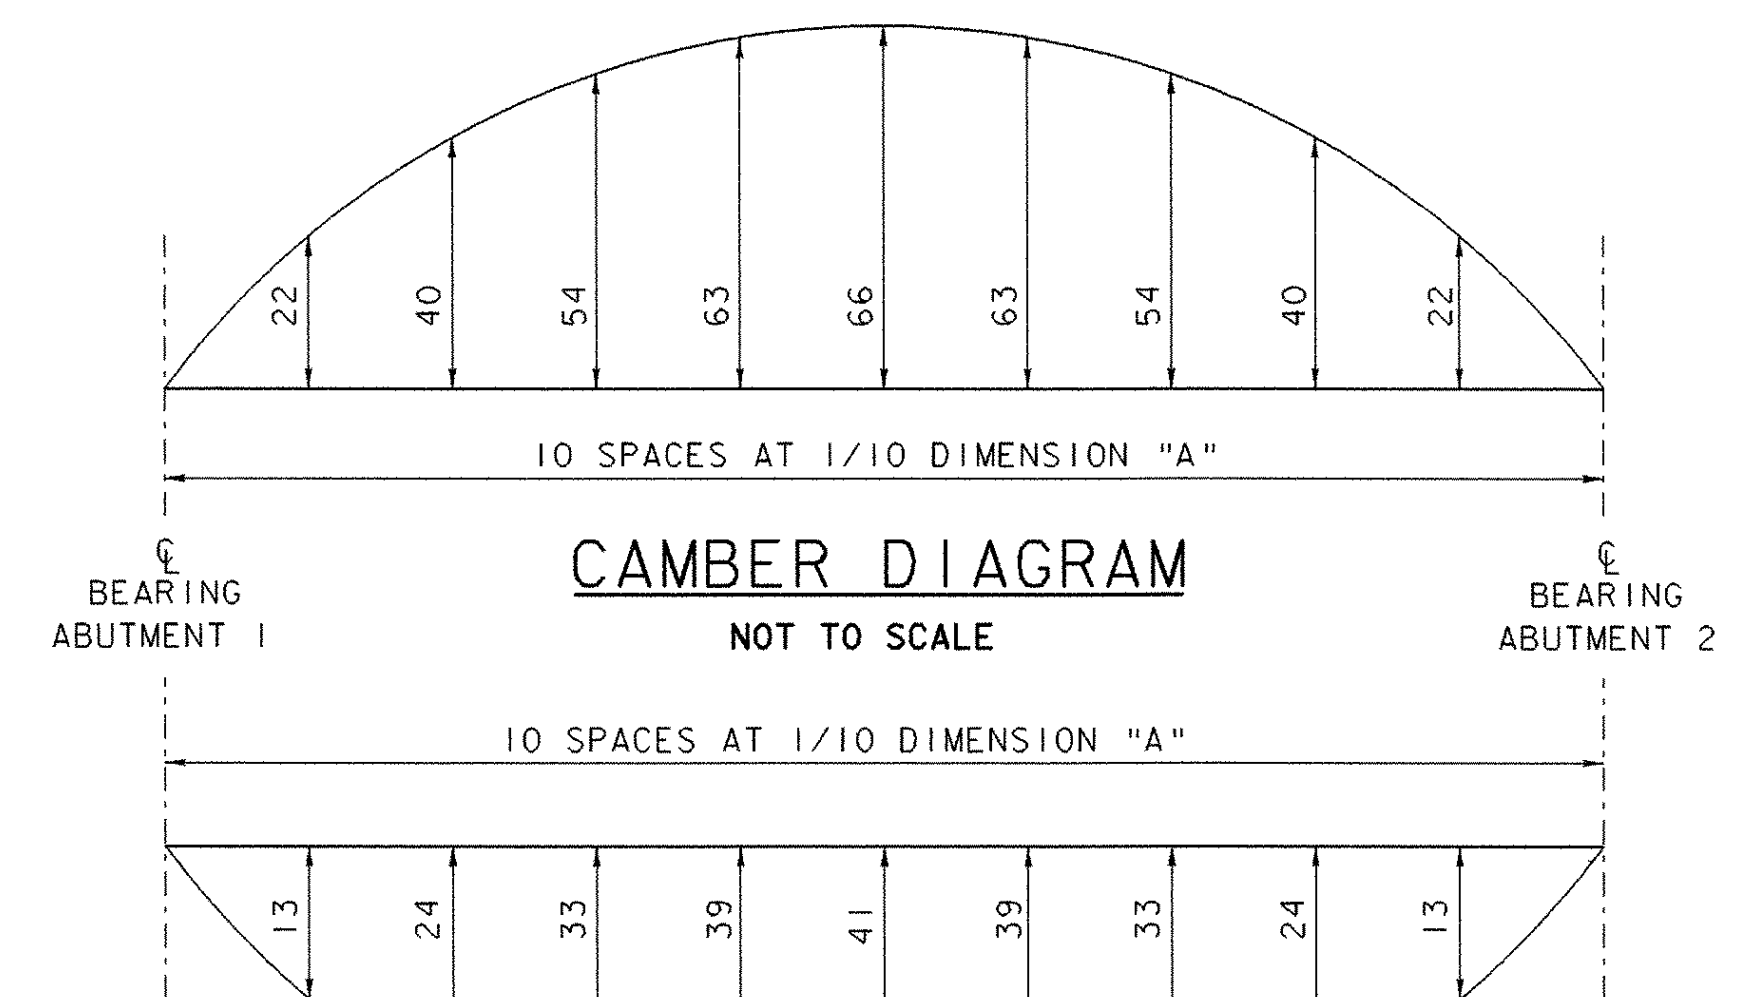 22 40 54 63 66 63 54 40 22
10 SPACES AT 1/10 DIMENSION "A"
CAMBER DIAGRAM
NOT TO SCALE
℄
BEARING
ABUTMENT 1
℄
BEARING
ABUTMENT 2
10 SPACES AT 1/10 DIMENSION "A"
13 24 33 39 41 39 33 24 13